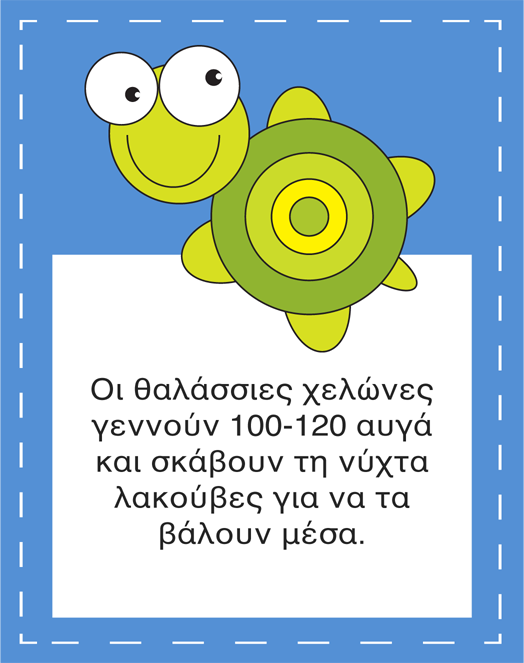 Οι θαλάσσιες χελώνες
γεννούν 100-120 αυγά
και σκάβουν τη νύχτα
λακούβες για να τα
βάλουν μέσα.